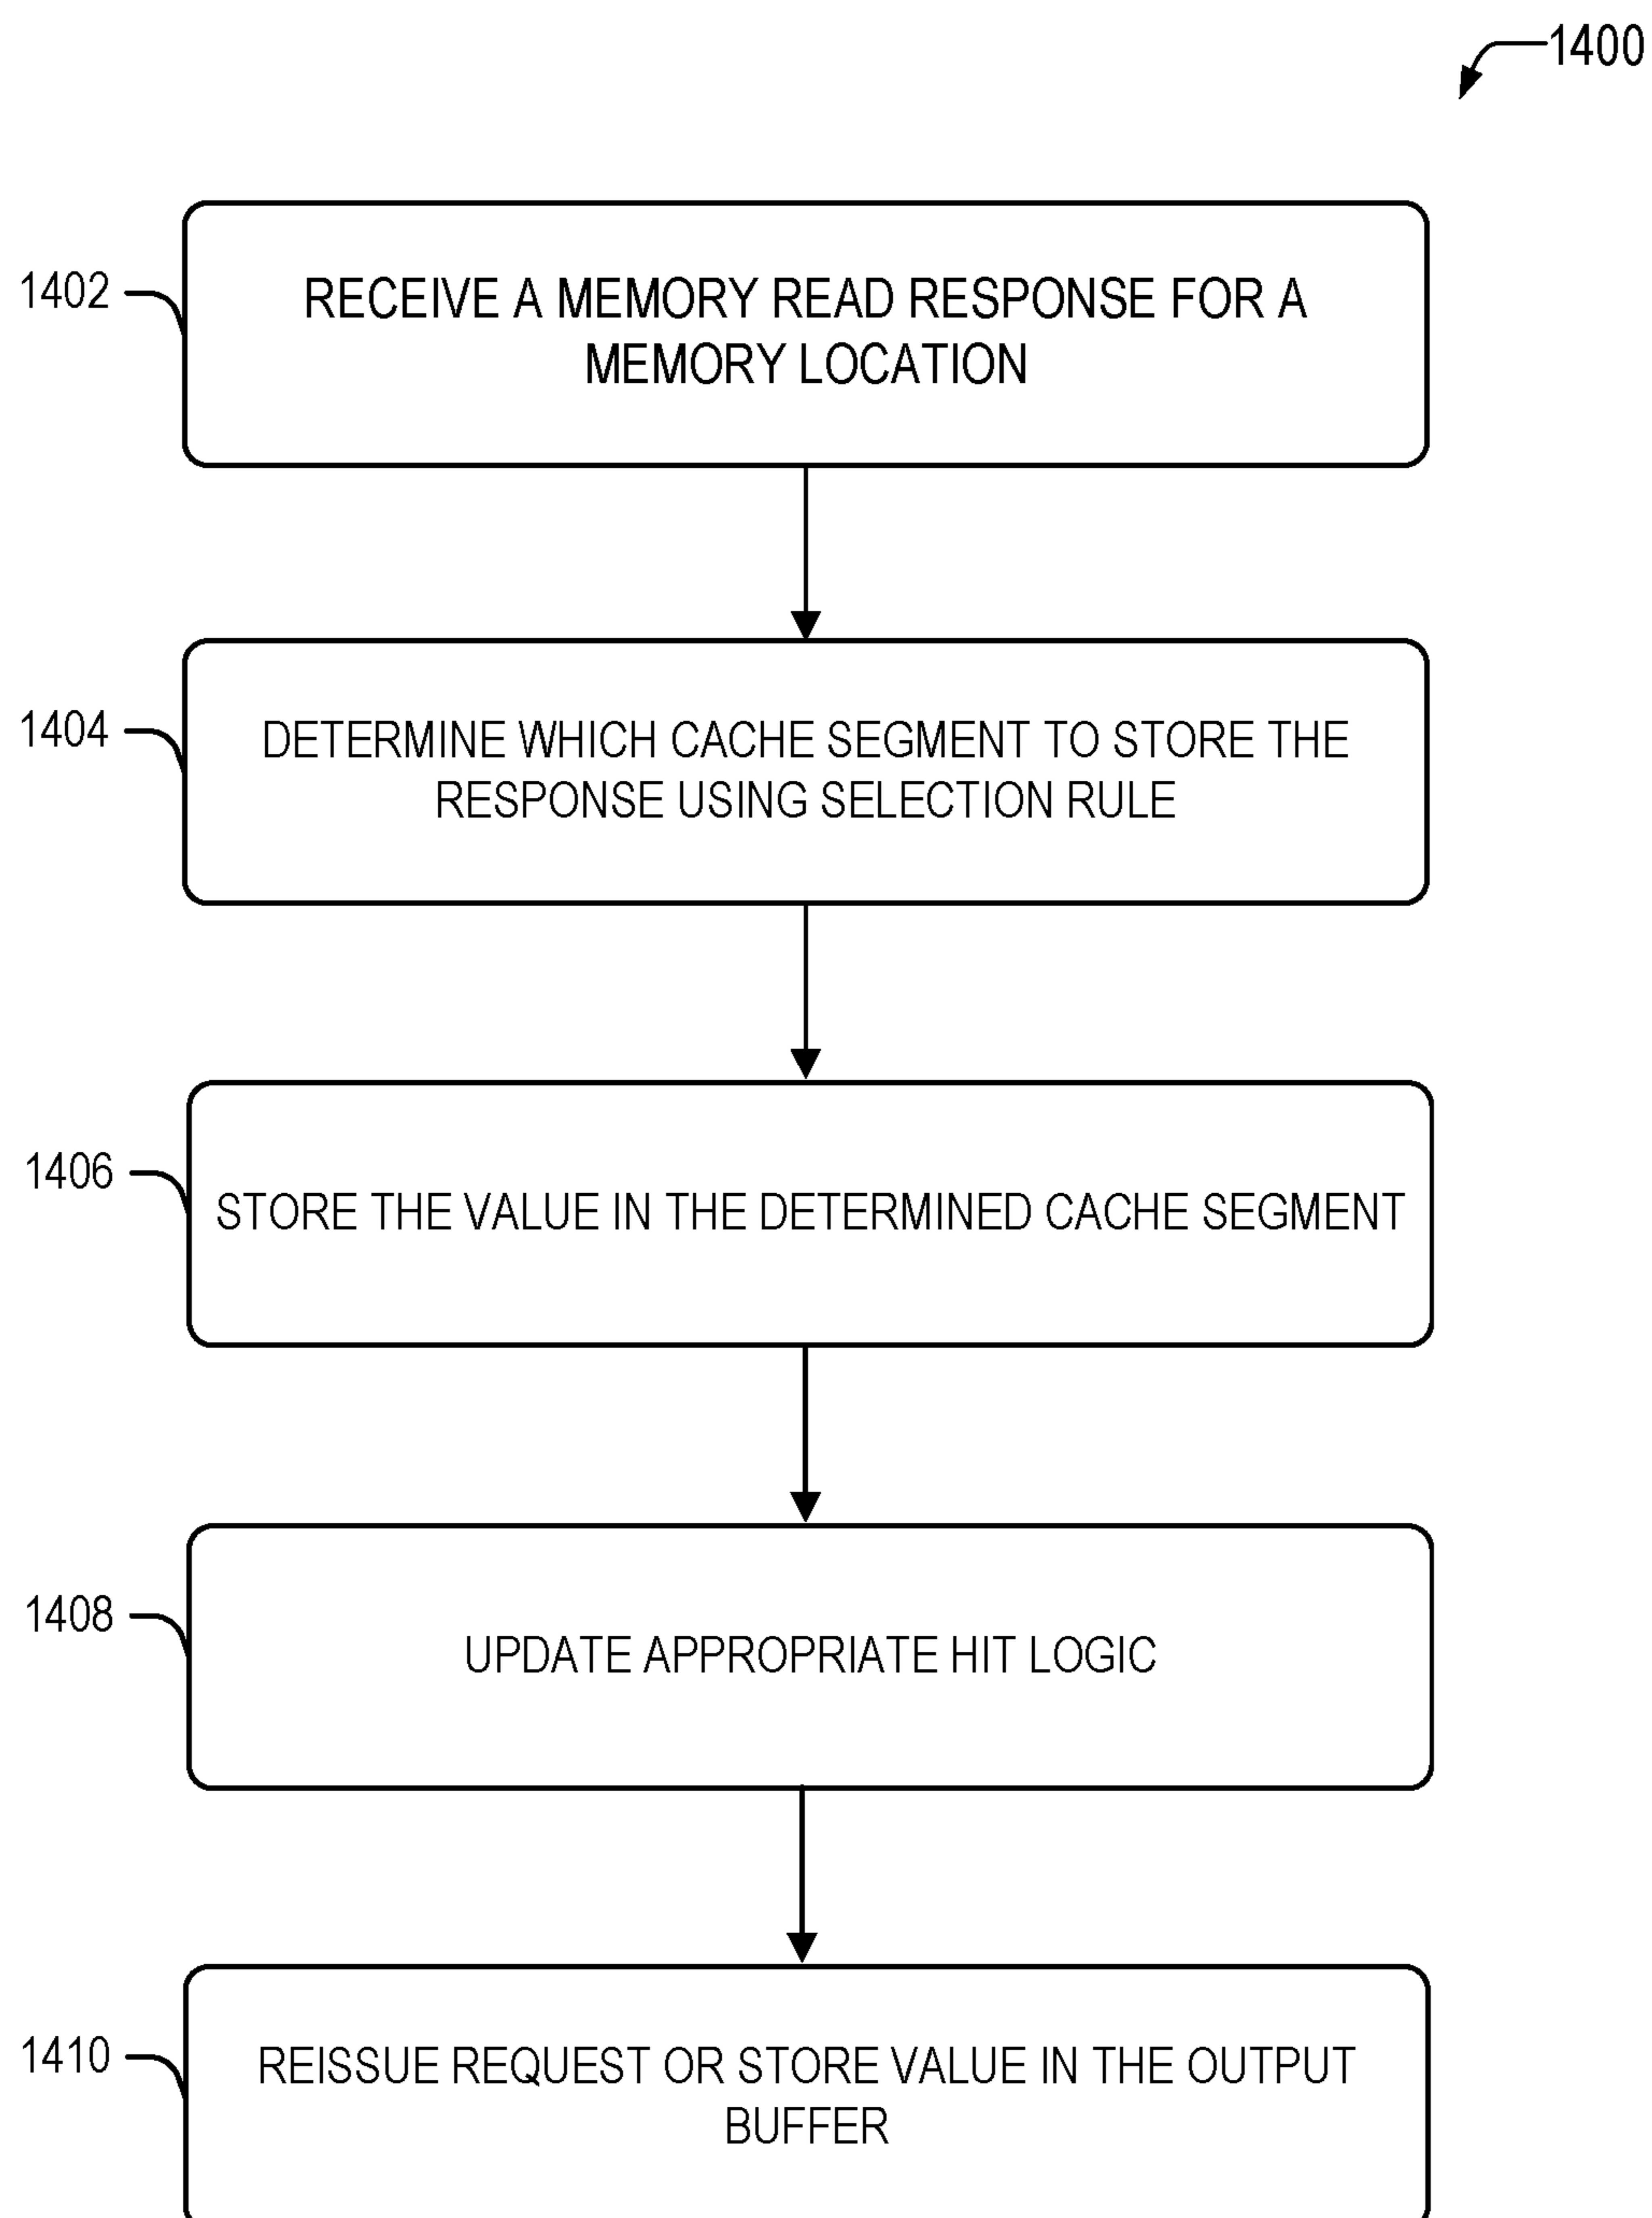 1400
1402
RECEIVE A MEMORY READ RESPONSE FOR A
MEMORY LOCATION
1404
DETERMINE WHICH CACHE SEGMENT TO STORE THE
RESPONSE USING SELECTION RULE
1406
STORE THE VALUE IN THE DETERMINED CACHE SEGMENT
1408
UPDATE APPROPRIATE HIT LOGIC
1410
REISSUE REQUEST OR STORE VALUE IN THE OUTPUT
BUFFER